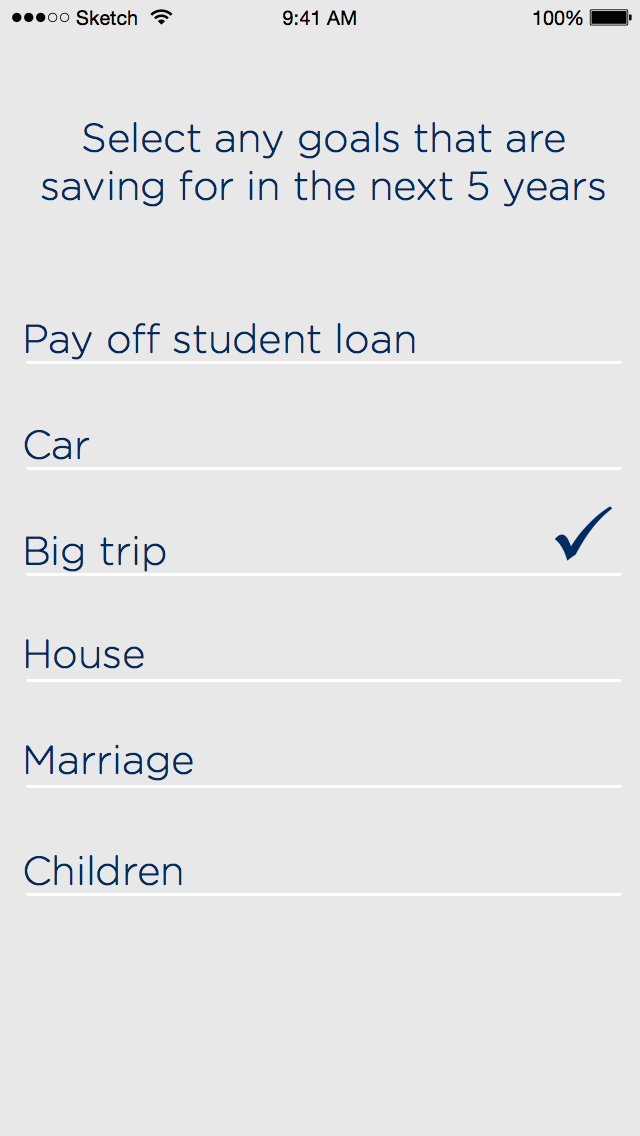 Sketch 9:41 AM 100%
Select any goals that are
saving for in the next 5 years
Pay off student loan
Car
Big trip
House
Marriage
Children